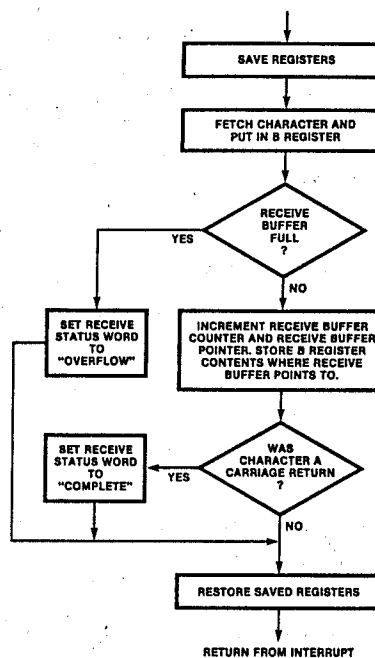 SAVE REGISTERS
FETCH CHARACTER AND
PUT IN B REGISTER
RECEIVE
BUFFER
FULL
?
YES
NO
SET RECEIVE
STATUS WORD
TO
"OVERFLOW"
INCREMENT RECEIVE BUFFER
COUNTER AND RECEIVE BUFFER
POINTER. STORE B REGISTER
CONTENTS WHERE RECEIVE
BUFFER POINTS TO.
WAS
CHARACTER A
CARRIAGE RETURN
?
YES
SET RECEIVE
STATUS WORD
TO
"COMPLETE"
NO
RESTORE SAVED REGISTERS
RETURN FROM INTERRUPT